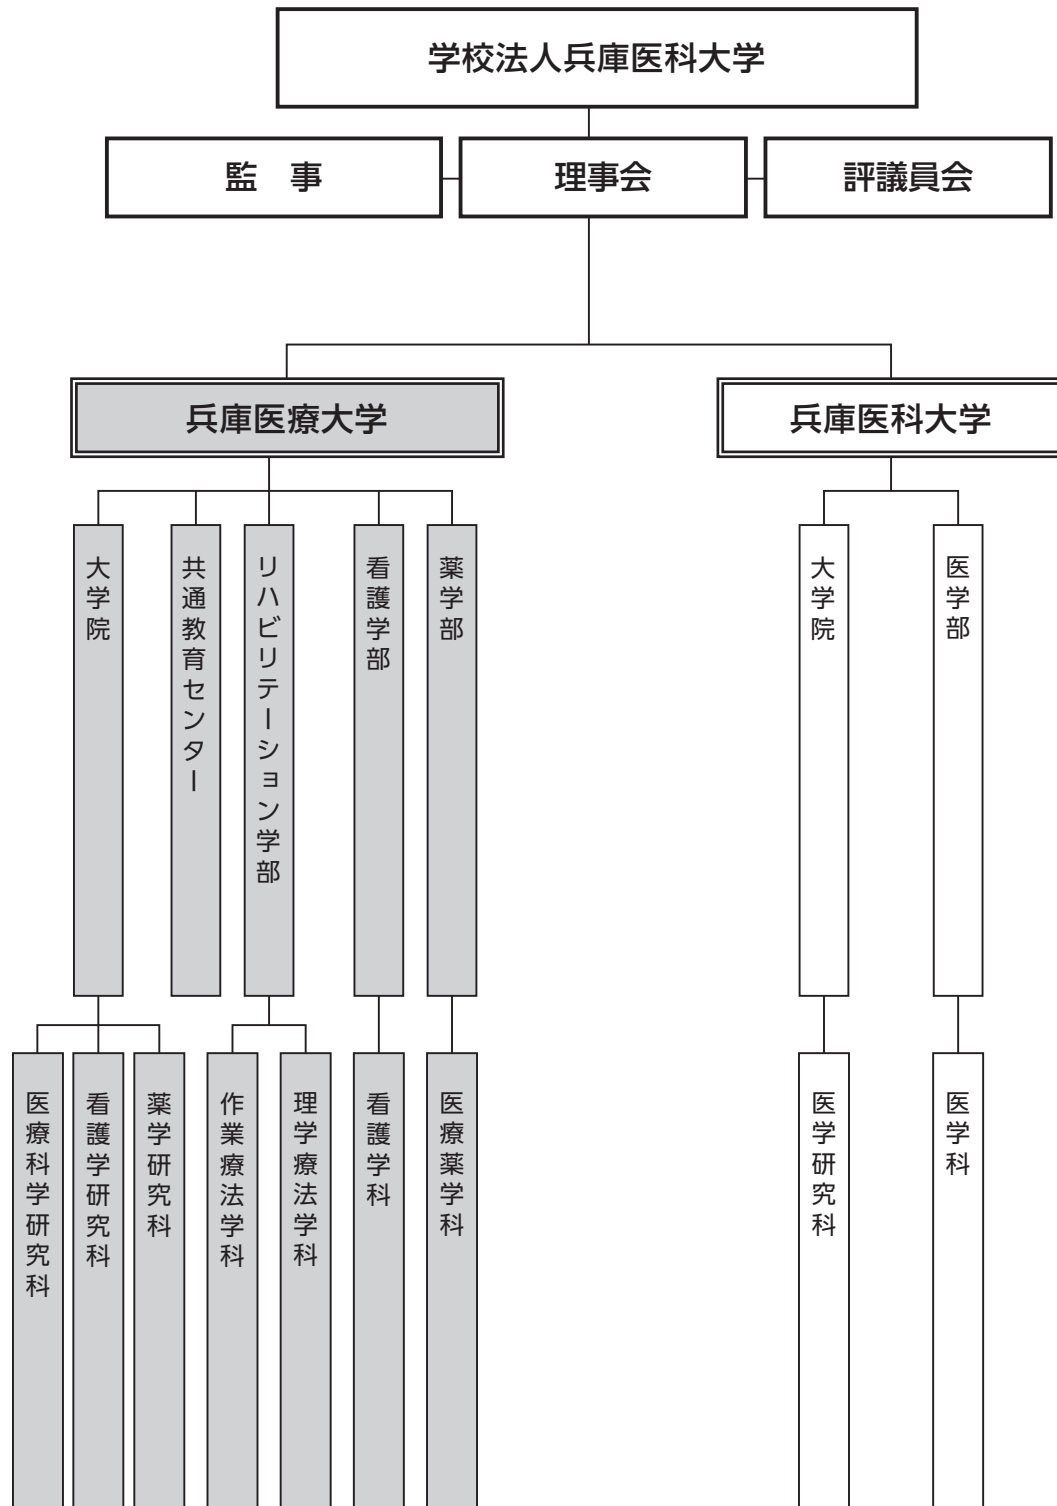 学校法人兵庫医科大学
監　事
理事会
評議員会
兵庫医療大学
兵庫医科大学
大学院
共通教育センター
リハビリテーション学部
看護学部
薬学部
大学院
医学部
医療科学研究科
看護学研究科
薬学研究科
作業療法学科
理学療法学科
看護学科
医療薬学科
医学研究科
医学科